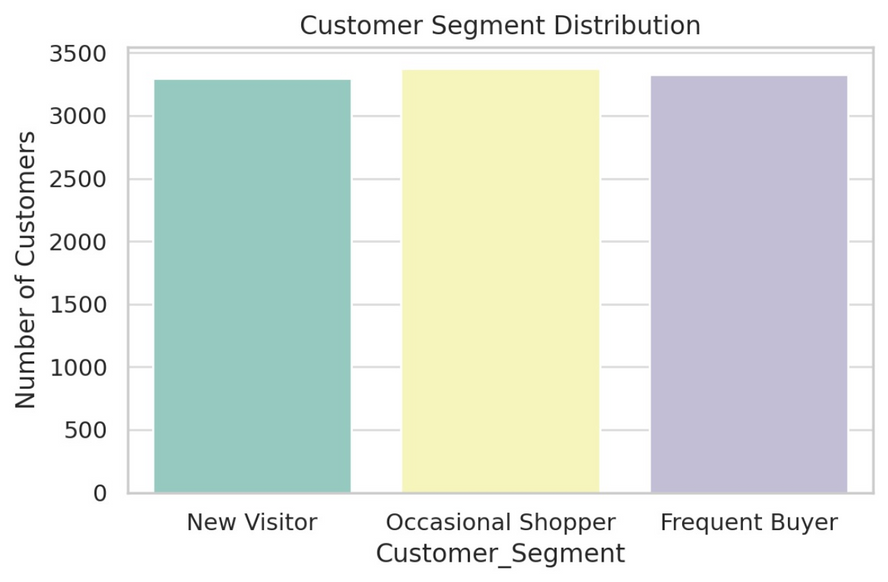 Customer Segment Distribution
Number of Customers
3500
3000
2500
2000
1500
1000
500
0
New Visitor Occasional Shopper Frequent Buyer
Customer_Segment